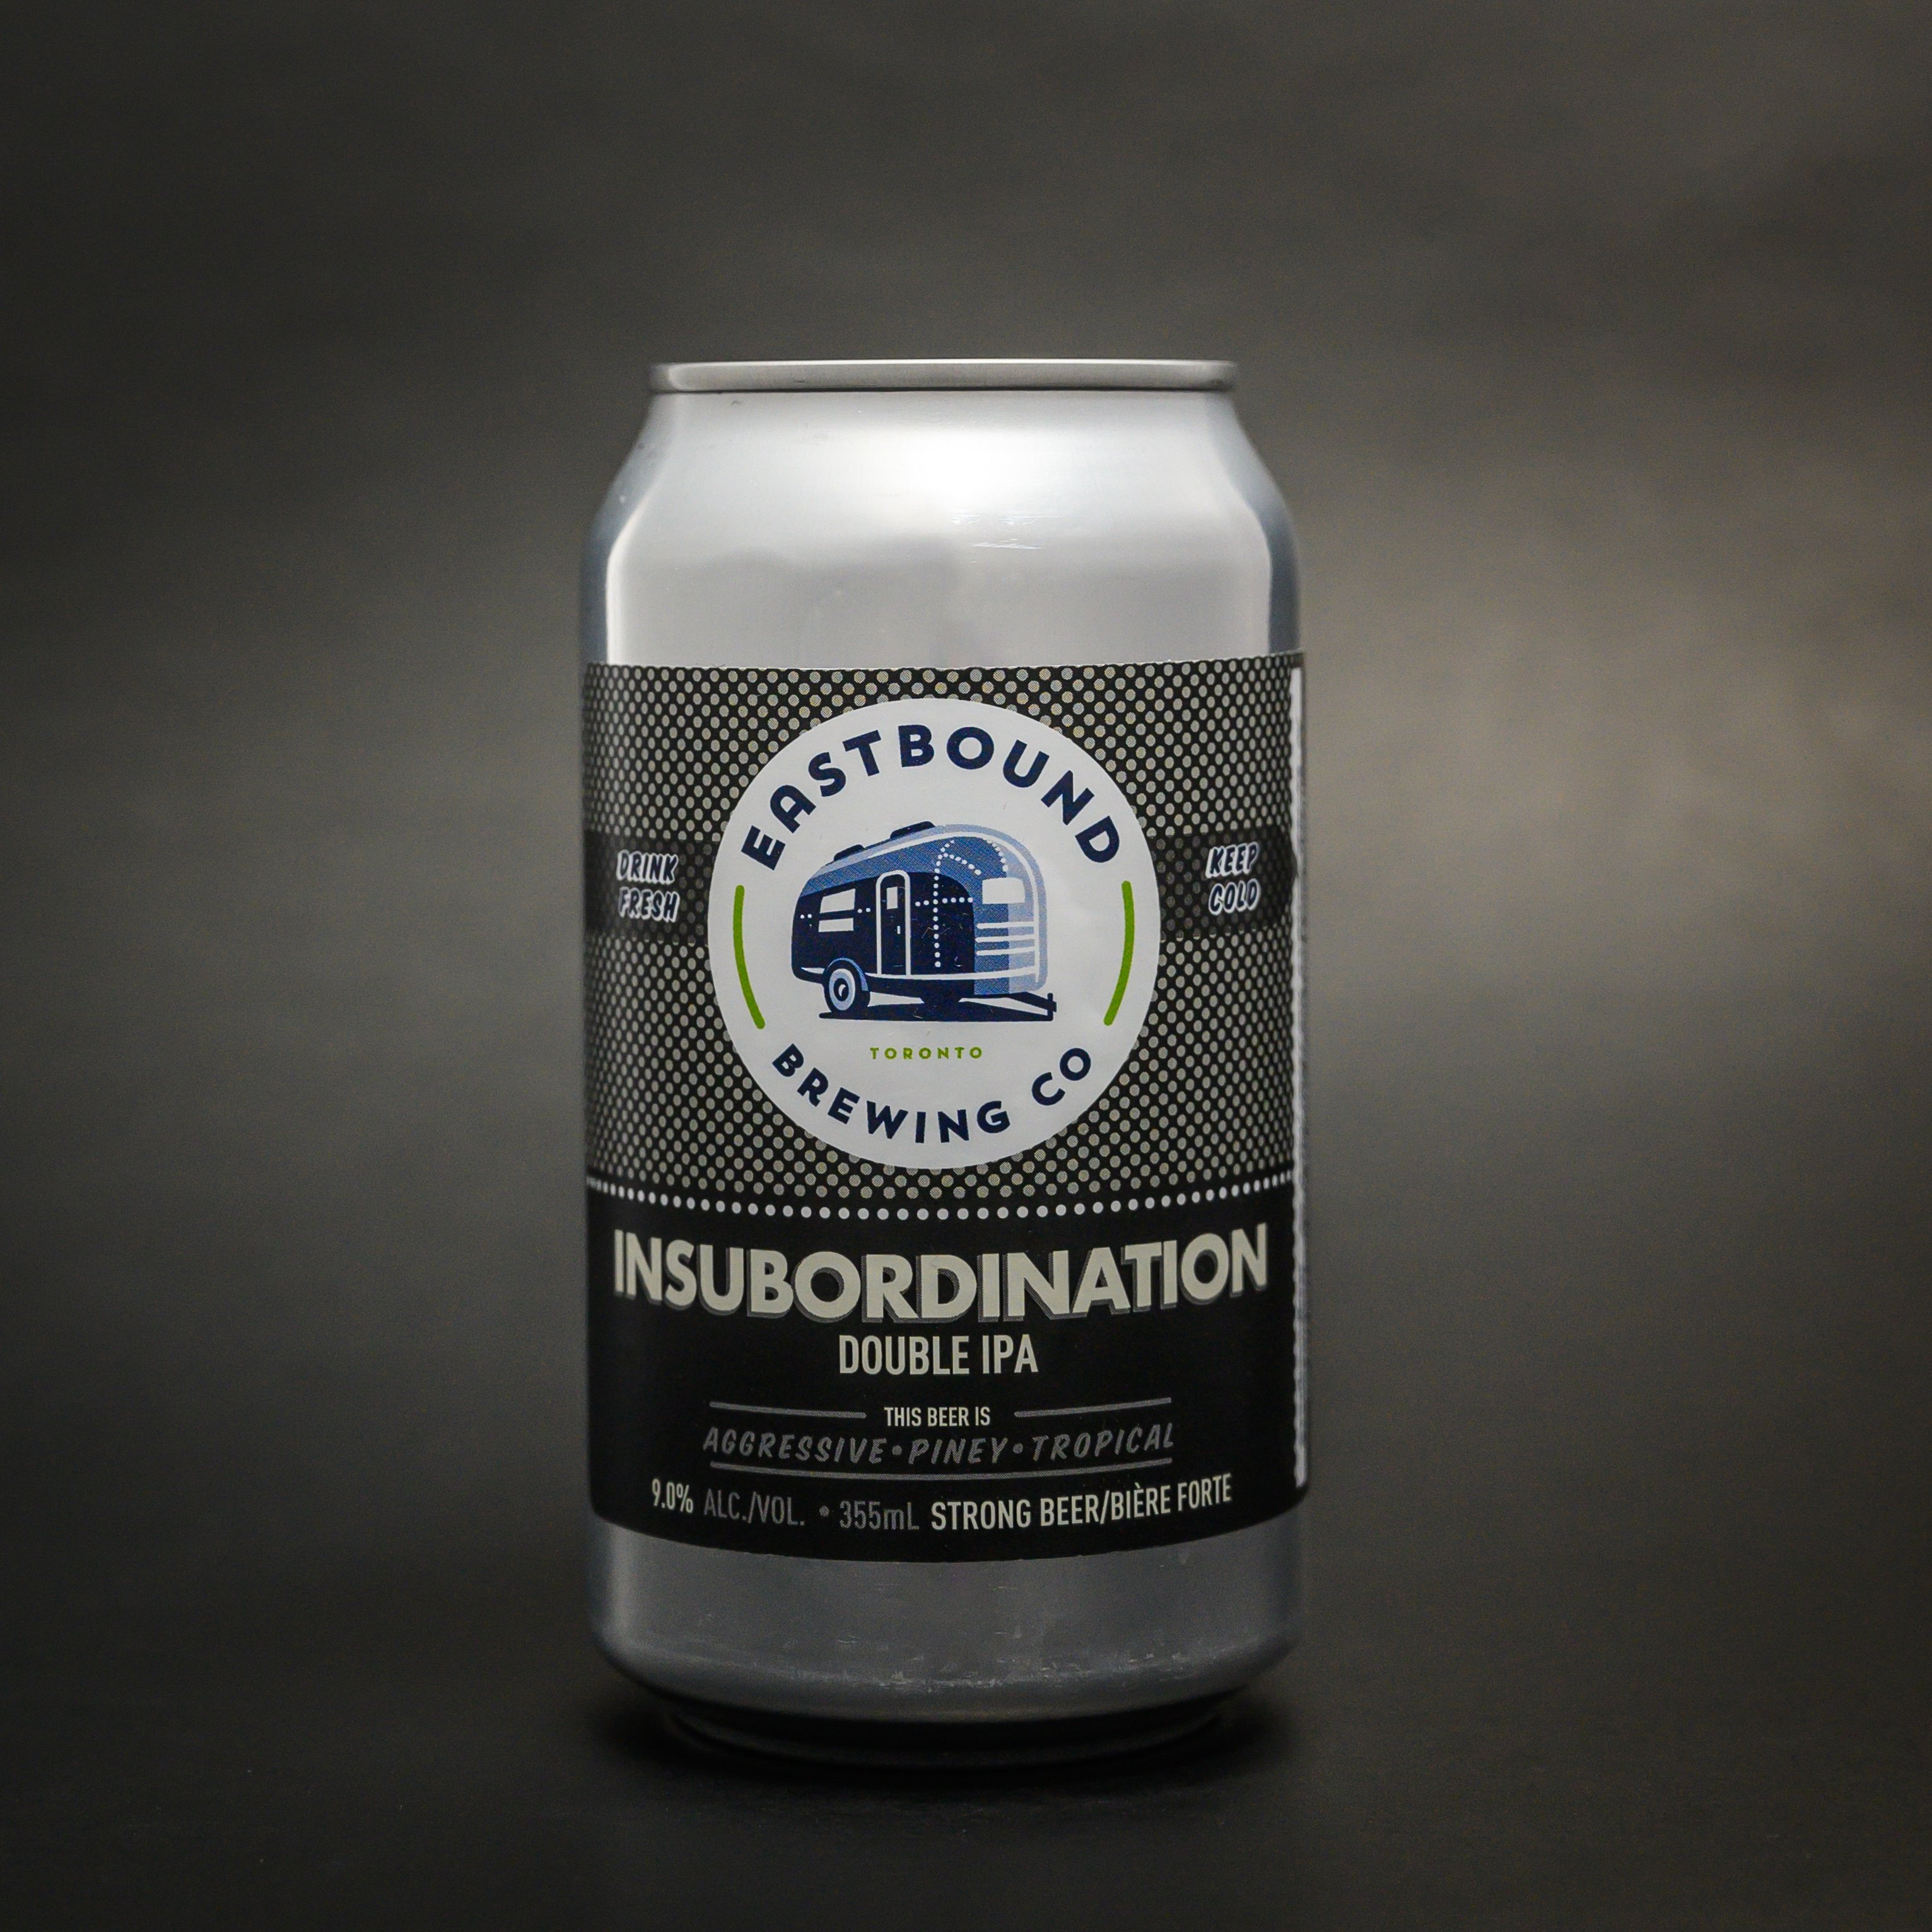 EASTBOUND
DRINK
FRESH
KEEP
COLD
TORONTO
BREWING CO
INSUBORDINATION
DOUBLE IPA
THIS BEER IS
AGGRESSIVE•PINEY•TROPICAL
9.0% ALC./VOL. • 355mL STRONG BEER/BIÈRE FORTE